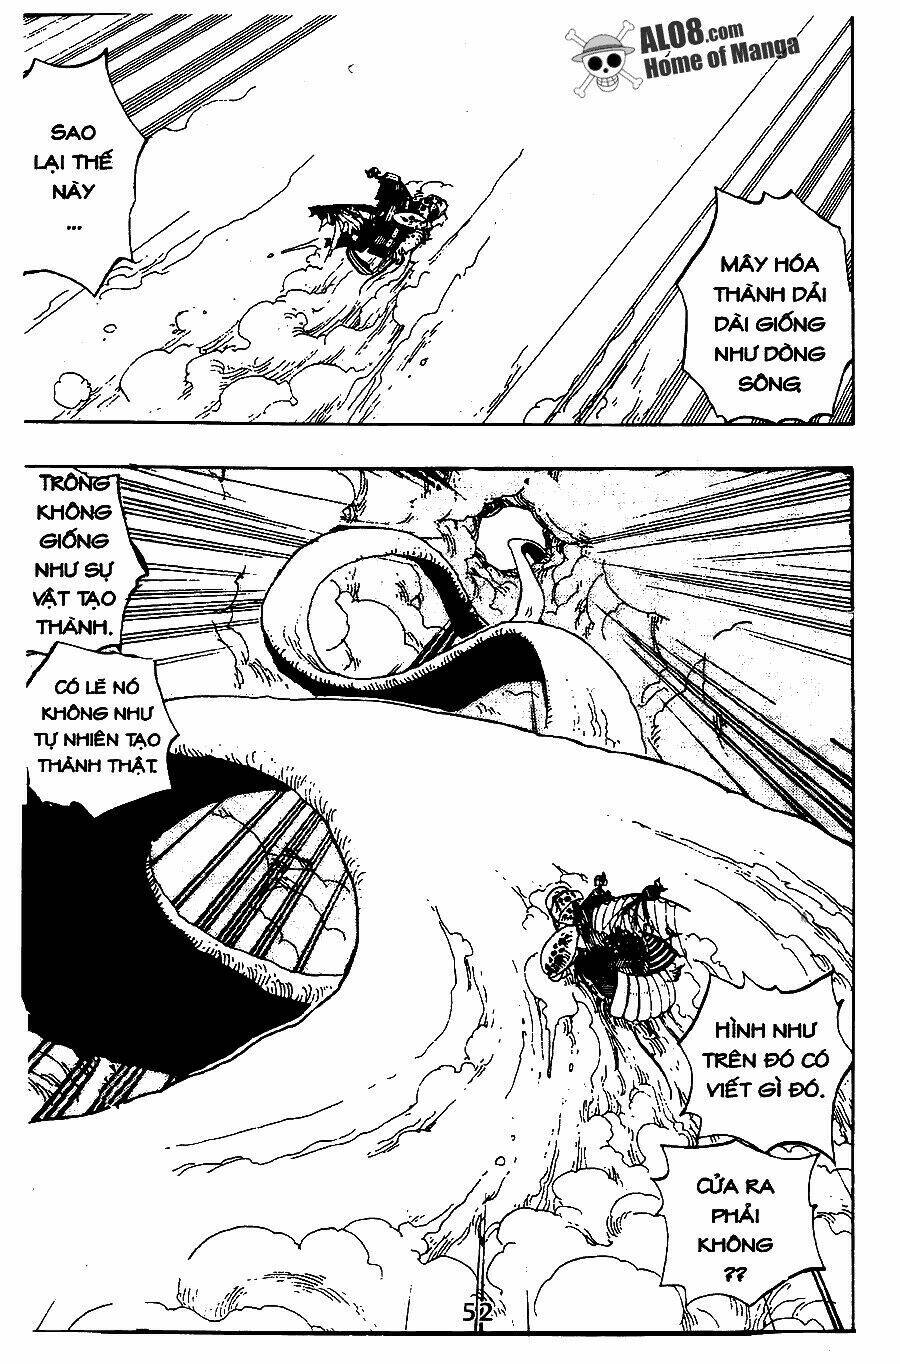 AL08.com
Home of Manga
MÂY HÓA
THÀNH DẢI
DÀI GIỐNG
NHƯ DÒNG
SÔNG.
SAO
LẠI THẾ
NÀY
...
TRÔNG
KHÔNG
GIỐNG
NHƯ SỰ
VẬT TẠO
THÀNH.
CÓ LẼ NÓ
KHÔNG NHƯ
TỰ NHIÊN TẠO
THÀNH THẬT.
HÌNH NHƯ
TRÊN ĐÓ CÓ
VIẾT GÌ ĐÓ.
CỬA RA
PHẢI
KHÔNG
??
52